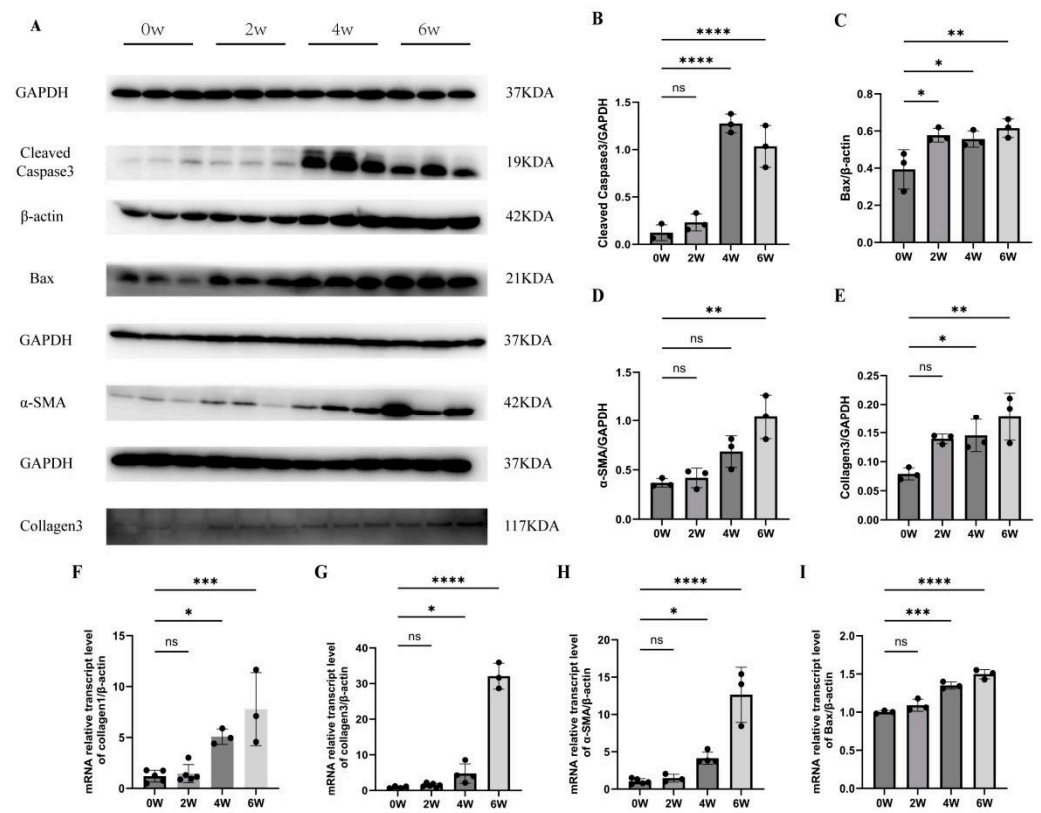 A
0w 2w 4w 6w
GAPDH 37KDA
Cleaved
Caspase3
19KDA
β-actin 42KDA
Bax 21KDA
GAPDH 37KDA
α-SMA 42KDA
GAPDH 37KDA
Collagen3 117KDA
B
****
****
ns
Cleaved Caspase3/GAPDH
1.5
1.0
0.5
0.0
0W 2W 4W 6W
C
**
*
*
Bax/β-actin
0.8
0.6
0.4
0.2
0.0
0W 2W 4W 6W
D
**
ns
ns
α-SMA/GAPDH
1.5
1.0
0.5
0.0
0W 2W 4W 6W
E
**
*
ns
Collagen3/GAPDH
0.25
0.20
0.15
0.10
0.05
0.00
0W 2W 4W 6W
F
***
*
ns
mRNA relative transcript level
of collagen1/β-actin
15
10
5
0
0W 2W 4W 6W
G
****
*
ns
mRNA relative transcript level
of collagen3/β-actin
40
30
20
10
0
0W 2W 4W 6W
H
****
*
ns
mRNA relative transcript level
of α-SMA/β-actin
20
15
10
5
0
0W 2W 4W 6W
I
****
***
ns
mRNA relative transcript level
of Bax/β-actin
2.0
1.5
1.0
0.5
0.0
0W 2W 4W 6W